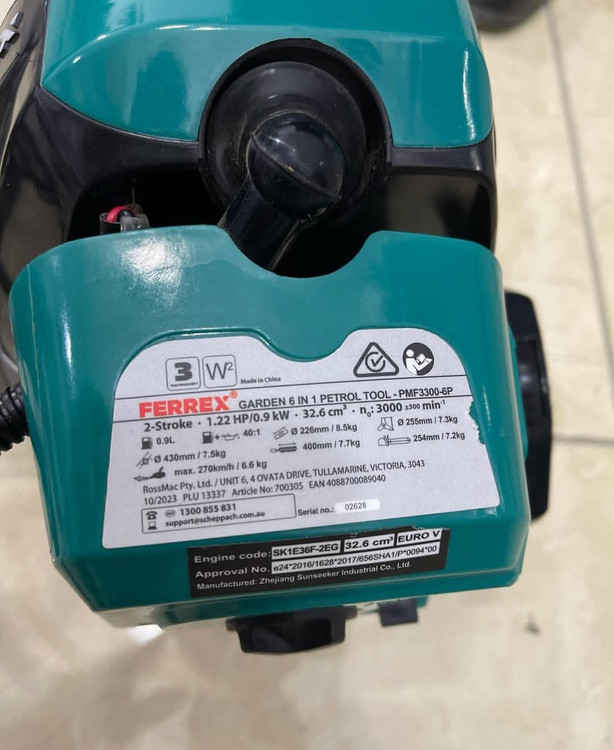 3
W²
Made in China
FERREX® GARDEN 6 IN 1 PETROL TOOL - PMF3300-6P
2-Stroke · 1.22 HP/0.9 kW · 32.6 cm³ · n₀: 3000 ±300 min⁻¹
0.9L + 40:1 Ø 226mm / 8.5kg Ø 255mm / 7.3kg
Ø 430mm / 7.5kg 400mm / 7.7kg 254mm / 7.2kg
max. 270km/h / 6.6 kg
RossMac Pty. Ltd. / UNIT 6, 4 OVATA DRIVE, TULLAMARINE, VICTORIA, 3043
10/2023 PLU 13337 Article No: 700305 EAN 4088700089040
1300 855 831
support@scheppach.com.au
Serial no.: 02628
Engine code: SK1E36F-2EG 32.6 cm³ EURO V
Approval No. e24*2016/1628*2017/656SHA1/P*0094*00
Manufactured: Zhejiang Sunseeker Industrial Co., Ltd.